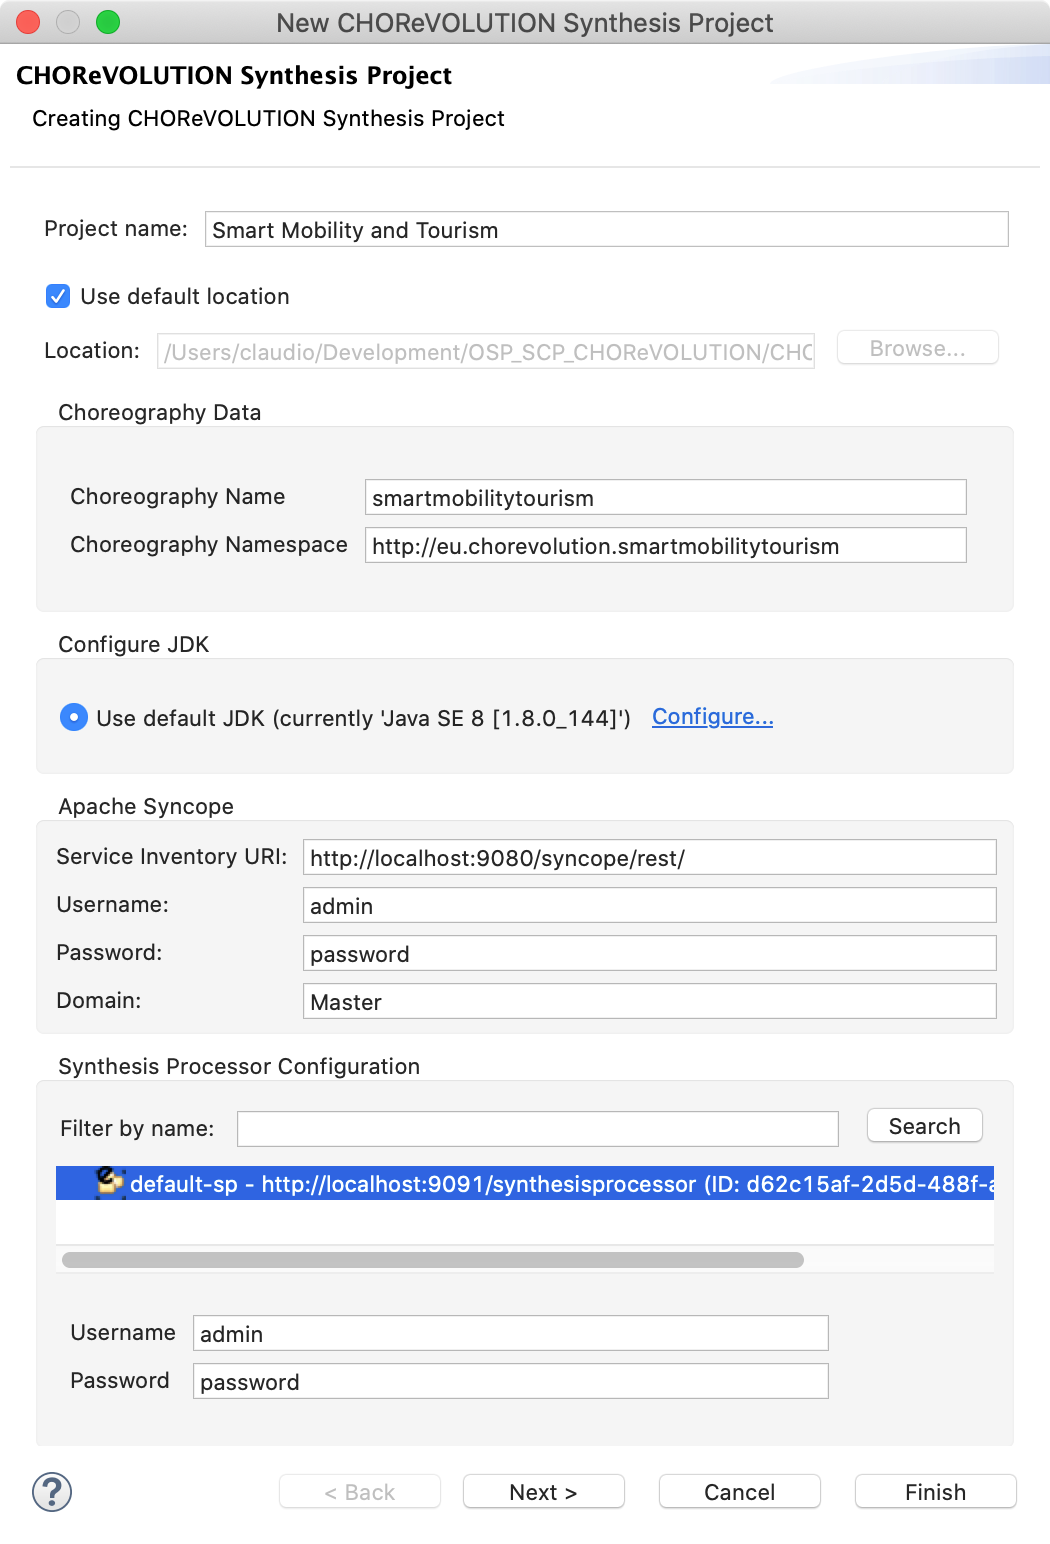 New CHOReVOLUTION Synthesis Project
CHOReVOLUTION Synthesis Project
Creating CHOReVOLUTION Synthesis Project
Project name: Smart Mobility and Tourism
Use default location
Location: /Users/claudio/Development/OSP_SCP_CHOReVOLUTION/CHO Browse...
Choreography Data
Choreography Name smartmobilitytourism
Choreography Namespace http://eu.chorevolution.smartmobilitytourism
Configure JDK
Use default JDK (currently 'Java SE 8 [1.8.0_144]') Configure...
Apache Syncope
Service Inventory URI: http://localhost:9080/syncope/rest/
Username: admin
Password: password
Domain: Master
Synthesis Processor Configuration
Filter by name: Search
default-sp - http://localhost:9091/synthesisprocessor (ID: d62c15af-2d5d-488f-a
Username admin
Password password
? < Back Next > Cancel Finish